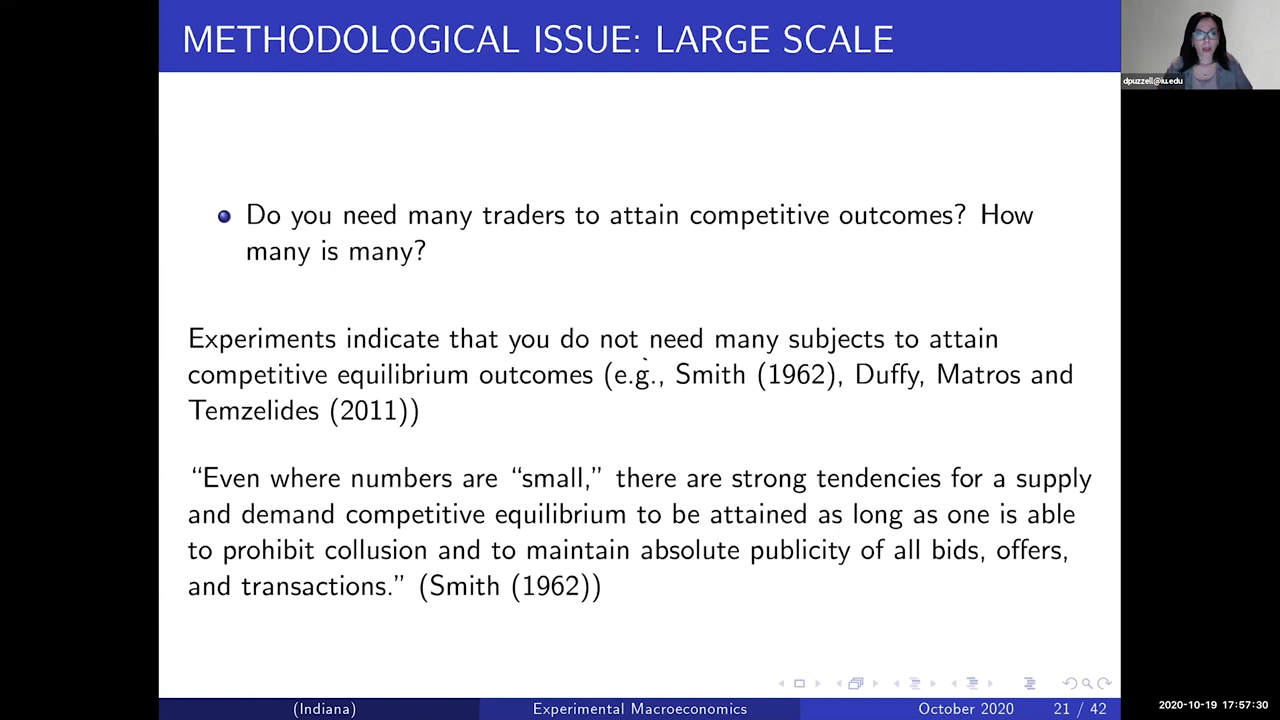 METHODOLOGICAL ISSUE: LARGE SCALE
dpuzzell@iu.edu
Do you need many traders to attain competitive outcomes? How
many is many?
Experiments indicate that you do not need many subjects to attain
competitive equilibrium outcomes (e.g., Smith (1962), Duffy, Matros and
Temzelides (2011))
“Even where numbers are “small,” there are strong tendencies for a supply
and demand competitive equilibrium to be attained as long as one is able
to prohibit collusion and to maintain absolute publicity of all bids, offers,
and transactions.” (Smith (1962))
(Indiana) Experimental Macroeconomics October 2020 21 / 42
2020-10-19 17:57:30